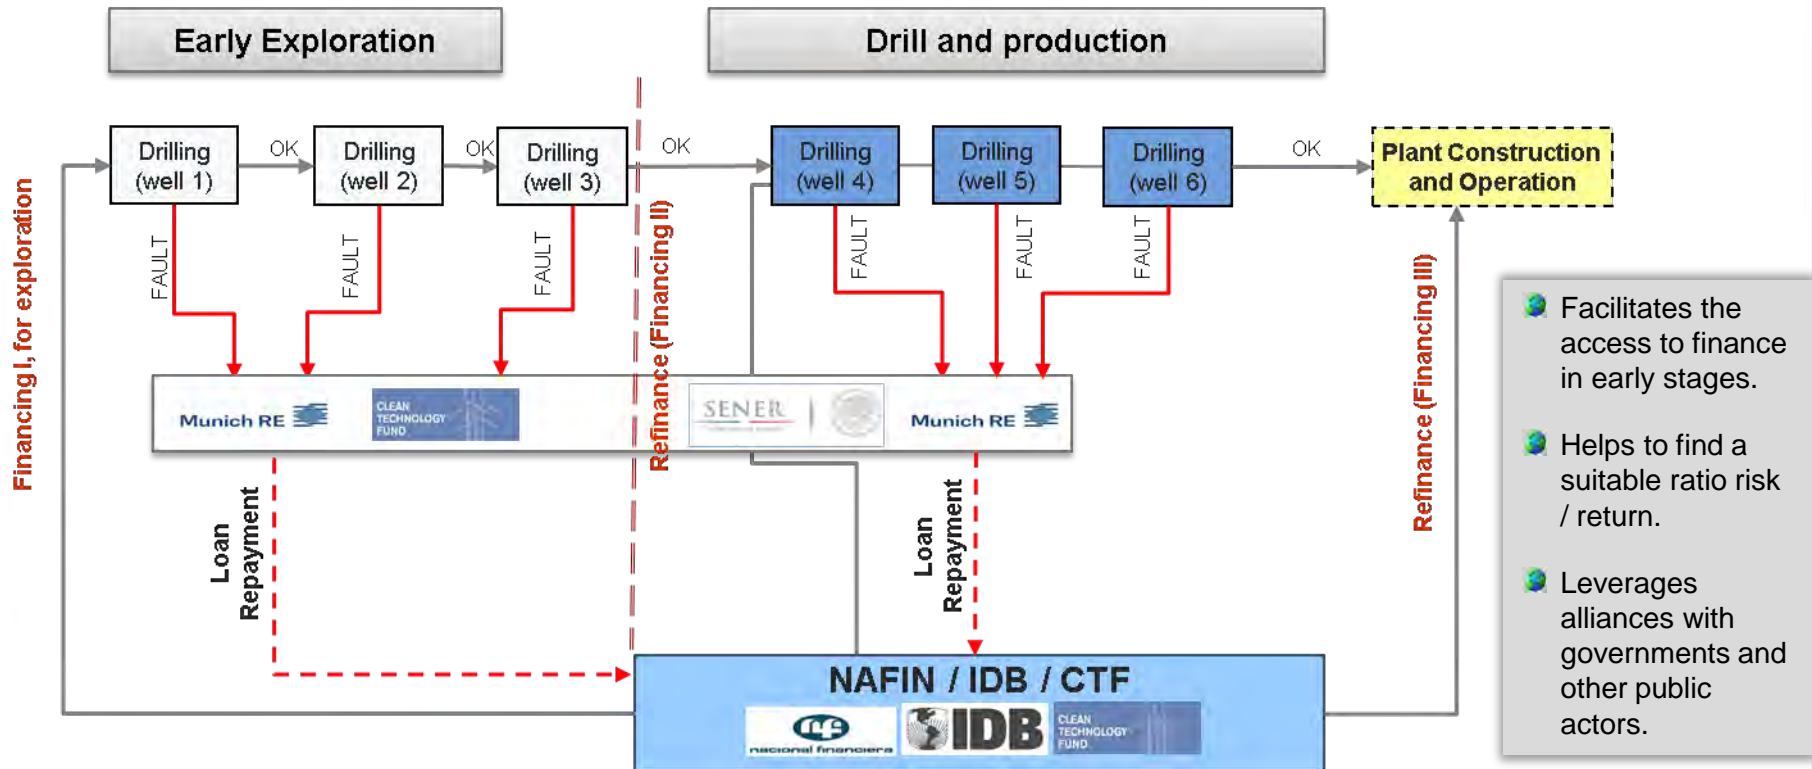 Early Exploration
Drill and production
Financing I, for exploration
Drilling
(well 1)
OK
Drilling
(well 2)
OK
Drilling
(well 3)
OK
Drilling
(well 4)
Drilling
(well 5)
Drilling
(well 6)
OK
Plant Construction
and Operation
FAULT
FAULT
FAULT
FAULT
FAULT
FAULT
Refinance (Financing II)
Refinance (Financing III)
Munich RE
CLEAN
TECHNOLOGY
FUND
SENER
Munich RE
Loan
Repayment
Loan
Repayment
NAFIN / IDB / CTF
nacional financiera
IDB
CLEAN
TECHNOLOGY
FUND
Facilitates the
access to finance
in early stages.
Helps to find a
suitable ratio risk
/ return.
Leverages
alliances with
governments and
other public
actors.